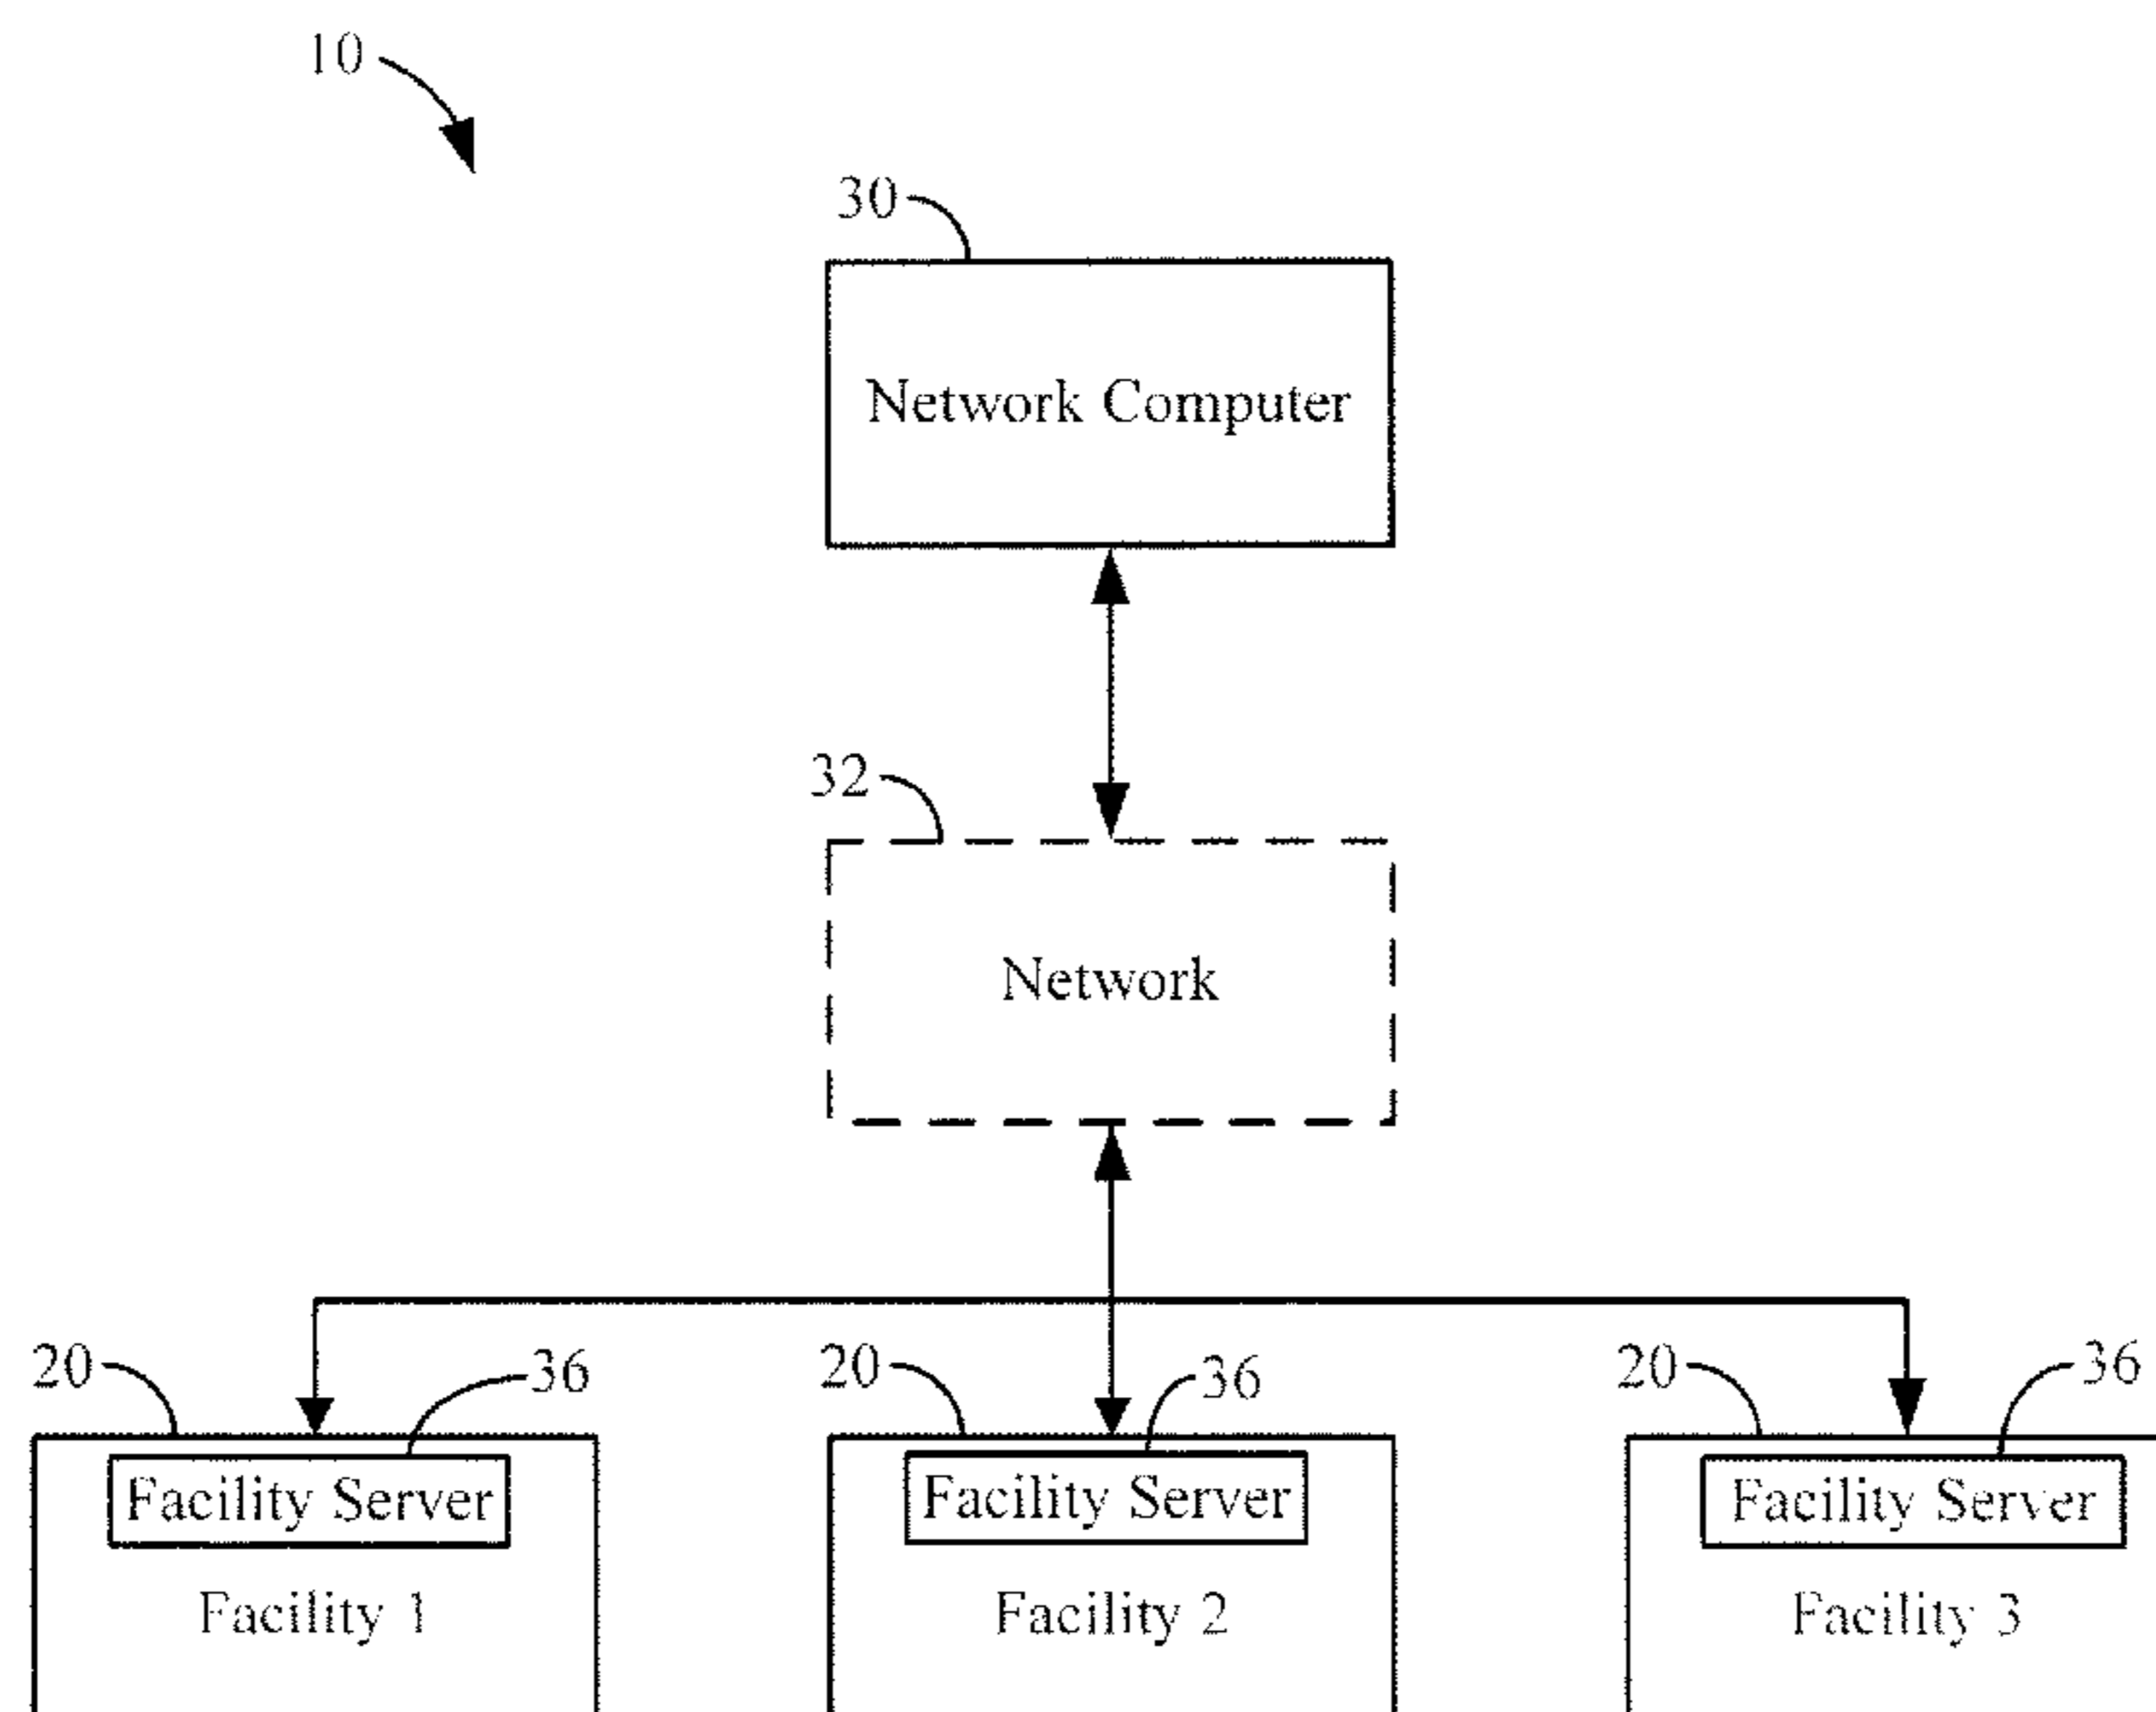 10
30
Network Computer
32
Network
20 36 20 36 20 36
Facility Server Facility Server Facility Server
Facility 1 Facility 2 Facility 3